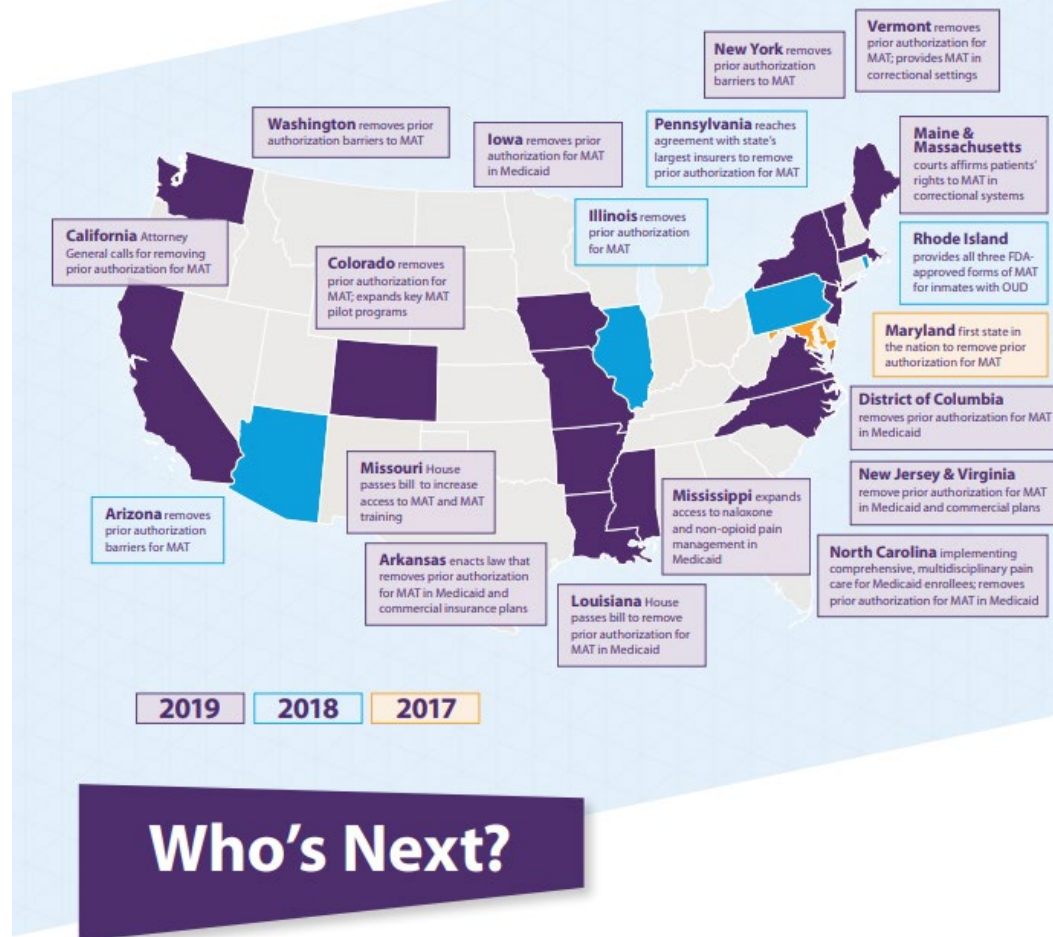 Vermont removes
prior authorization for
MAT; provides MAT in
correctional settings
New York removes
prior authorization
barriers to MAT
Washington removes prior
authorization barriers to MAT
Iowa removes prior
authorization for MAT
in Medicaid
Pennsylvania reaches
agreement with state's
largest insurers to remove
prior authorization for MAT
Maine &
Massachusetts
courts affirms patients'
rights to MAT in
correctional systems
California Attorney
General calls for removing
prior authorization for MAT
Colorado removes
prior authorization for
MAT; expands key MAT
pilot programs
Illinois removes
prior authorization
for MAT
Rhode Island
provides all three FDA-
approved forms of MAT
for inmates with OUD
Maryland first state in
the nation to remove prior
authorization for MAT
District of Columbia
removes prior authorization for MAT
in Medicaid
Arizona removes
prior authorization
barriers for MAT
Missouri House
passes bill to increase
access to MAT and MAT
training
Mississippi expands
access to naloxone
and non-opioid pain
management in
Medicaid
New Jersey & Virginia
remove prior authorization for MAT
in Medicaid and commercial plans
Arkansas enacts law that
removes prior authorization
for MAT in Medicaid and
commercial insurance plans
Louisiana House
passes bill to remove
prior authorization for
MAT in Medicaid
North Carolina implementing
comprehensive, multidisciplinary pain
care for Medicaid enrollees; removes
prior authorization for MAT in Medicaid
2019
2018
2017
Who's Next?